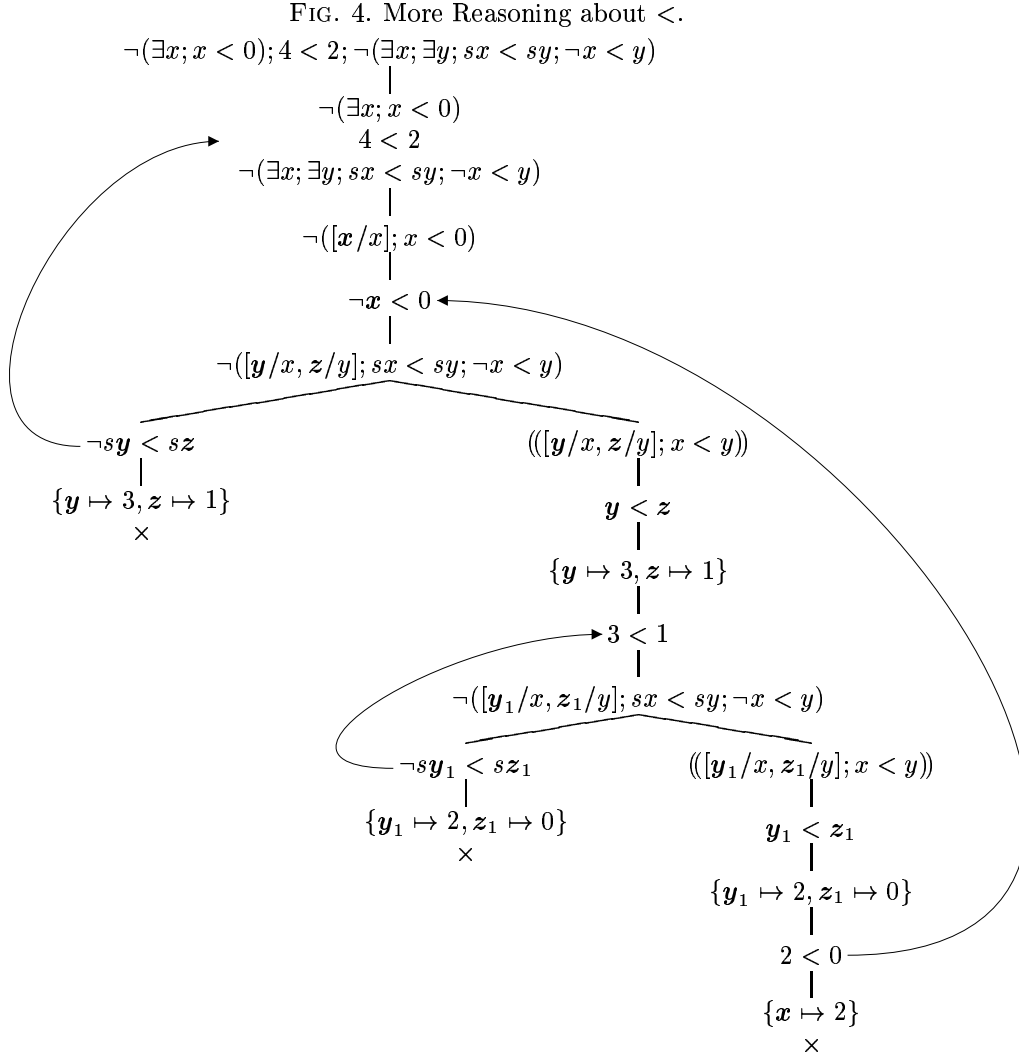 FIG. 4. More Reasoning about <.
¬(∃x; x < 0); 4 < 2; ¬(∃x; ∃y; sx < sy; ¬x < y)
¬(∃x; x < 0)
4 < 2
¬(∃x; ∃y; sx < sy; ¬x < y)
¬([x/x]; x < 0)
¬x < 0
¬([y/x, z/y]; sx < sy; ¬x < y)
¬sy < sz
(([y/x, z/y]; x < y))
{y ↦ 3, z ↦ 1}
×
y < z
{y ↦ 3, z ↦ 1}
3 < 1
¬([y₁/x, z₁/y]; sx < sy; ¬x < y)
¬sy₁ < sz₁
(([y₁/x, z₁/y]; x < y))
{y₁ ↦ 2, z₁ ↦ 0}
×
y₁ < z₁
{y₁ ↦ 2, z₁ ↦ 0}
2 < 0
{x ↦ 2}
×